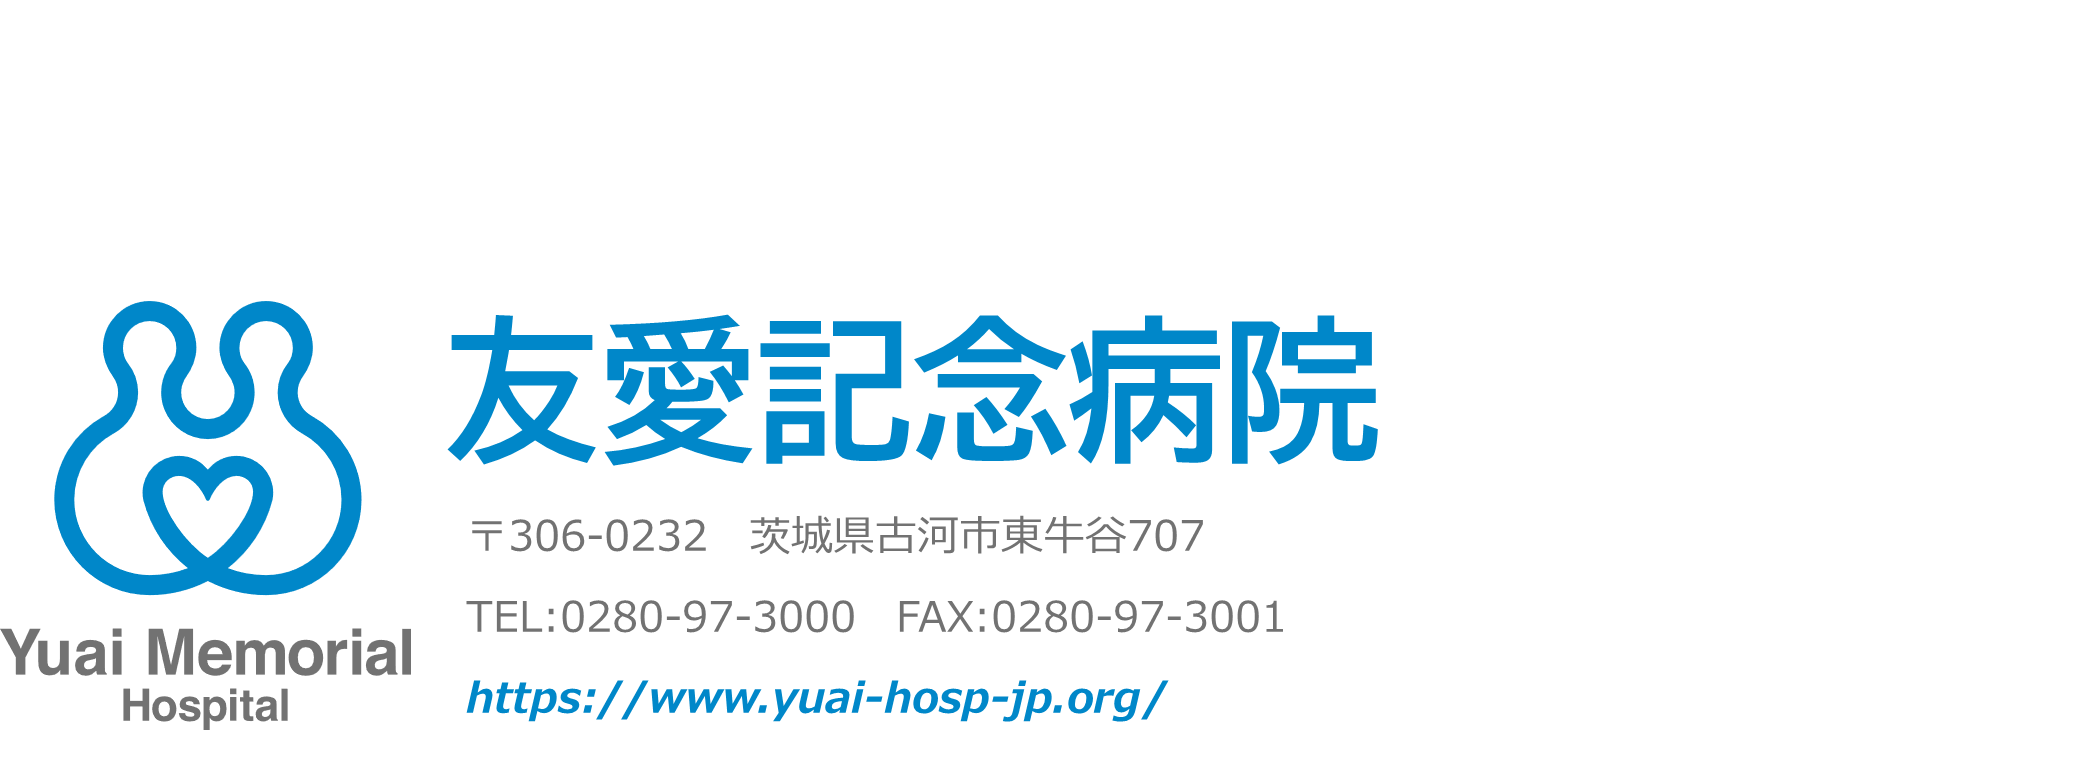 友愛記念病院
〒306-0232　茨城県古河市東牛谷707
TEL:0280-97-3000　FAX:0280-97-3001
https://www.yuai-hosp-jp.org/
Yuai Memorial
Hospital